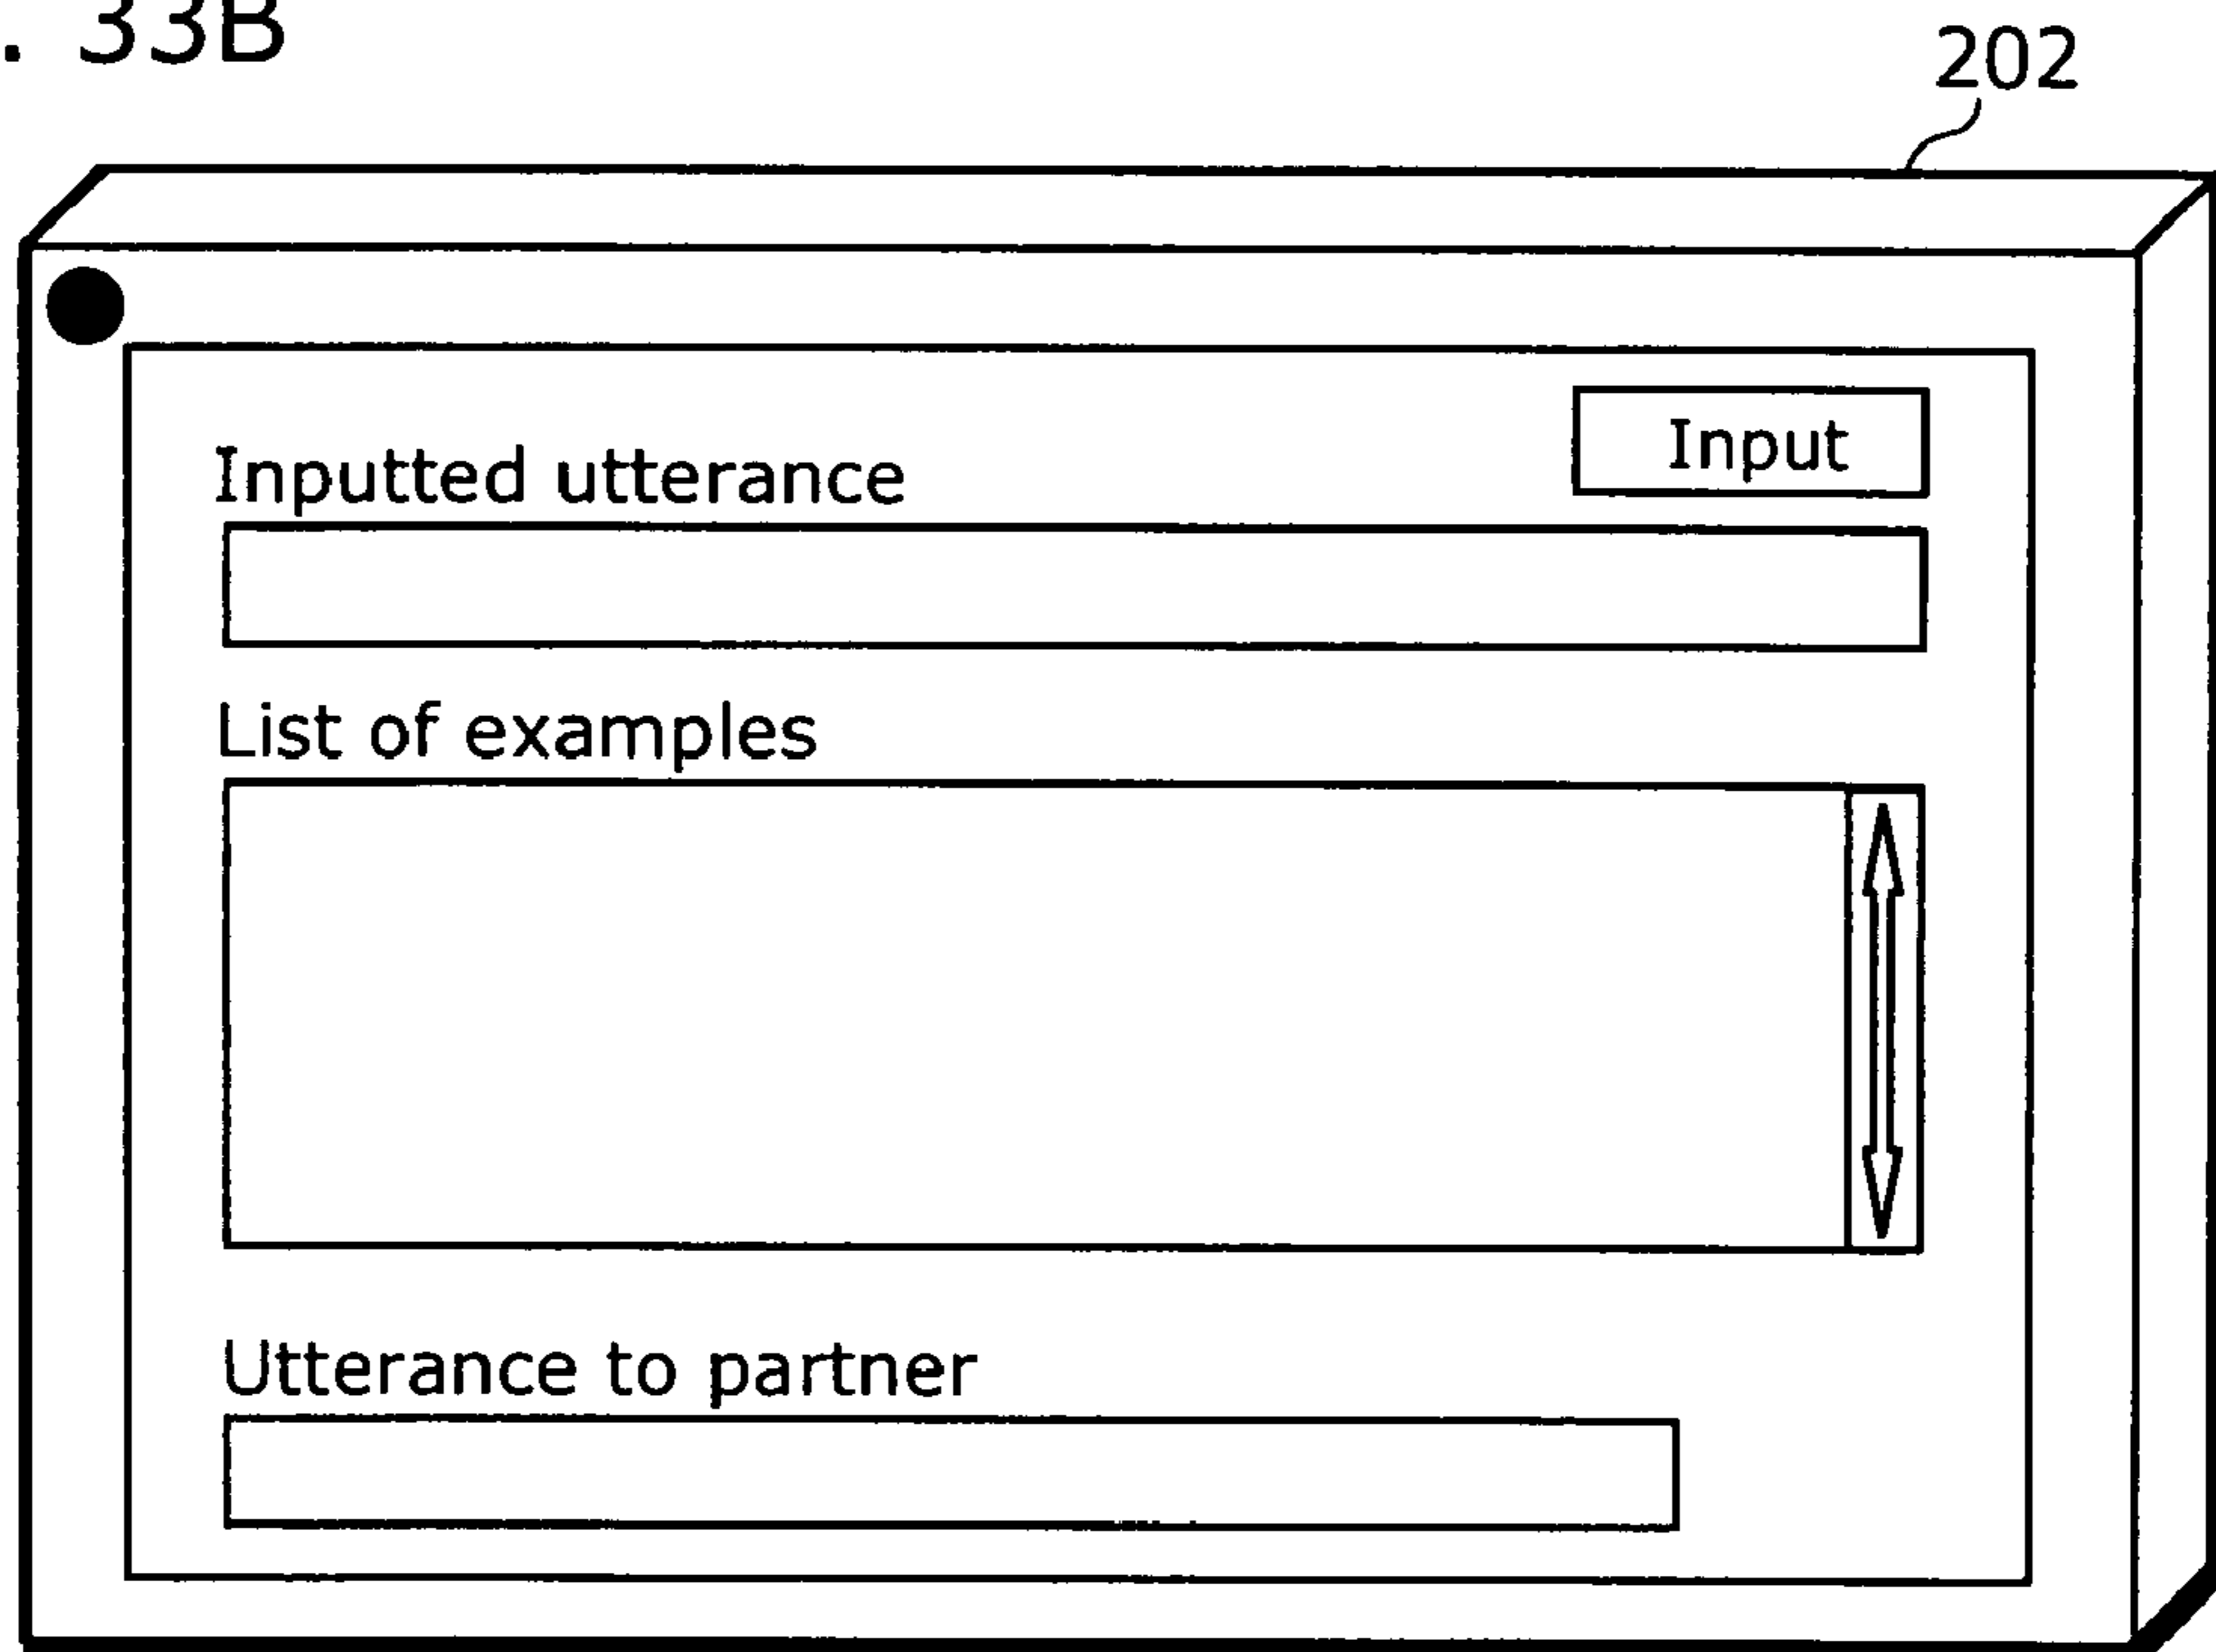 . 33B
202
Input
Inputted utterance
List of examples
Utterance to partner